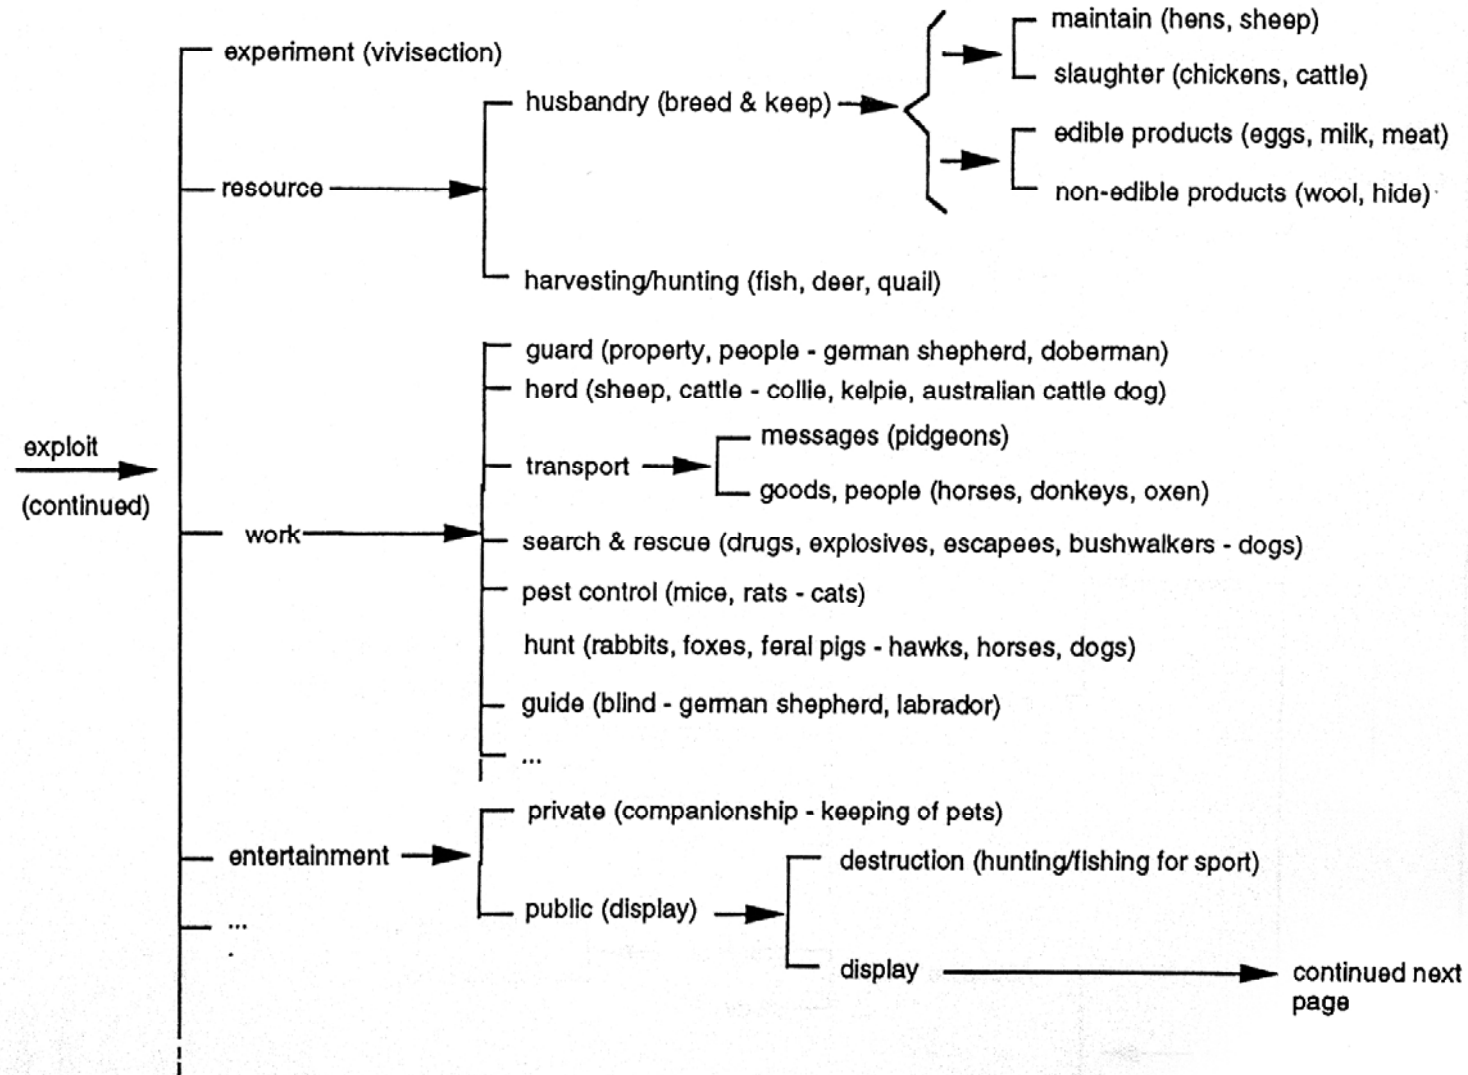 experiment (vivisection)
resource
husbandry (breed & keep)
maintain (hens, sheep)
slaughter (chickens, cattle)
edible products (eggs, milk, meat)
non-edible products (wool, hide)
harvesting/hunting (fish, deer, quail)
exploit
(continued)
work
guard (property, people - german shepherd, doberman)
herd (sheep, cattle - collie, kelpie, australian cattle dog)
transport
messages (pidgeons)
goods, people (horses, donkeys, oxen)
search & rescue (drugs, explosives, escapees, bushwalkers - dogs)
pest control (mice, rats - cats)
hunt (rabbits, foxes, feral pigs - hawks, horses, dogs)
guide (blind - german shepherd, labrador)
...
entertainment
private (companionship - keeping of pets)
public (display)
destruction (hunting/fishing for sport)
display
continued next
page
...